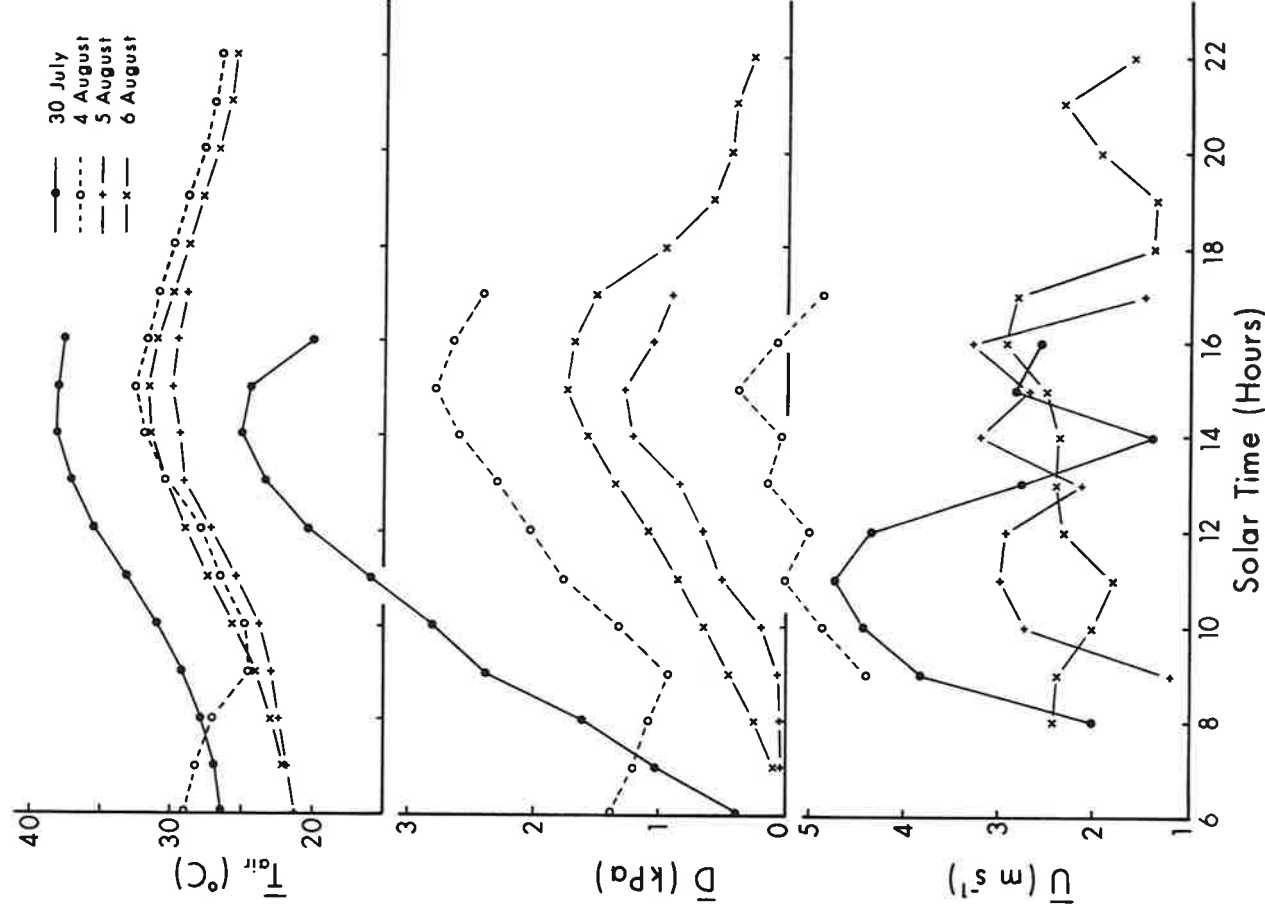 30 July
4 August
5 August
6 August
40
30
20
T̅air (°C)
3
2
1
0
D̅ (kPa)
5
4
3
2
1
U̅ (m s⁻¹)
6
8
10
12
14
16
18
20
22
Solar Time (Hours)